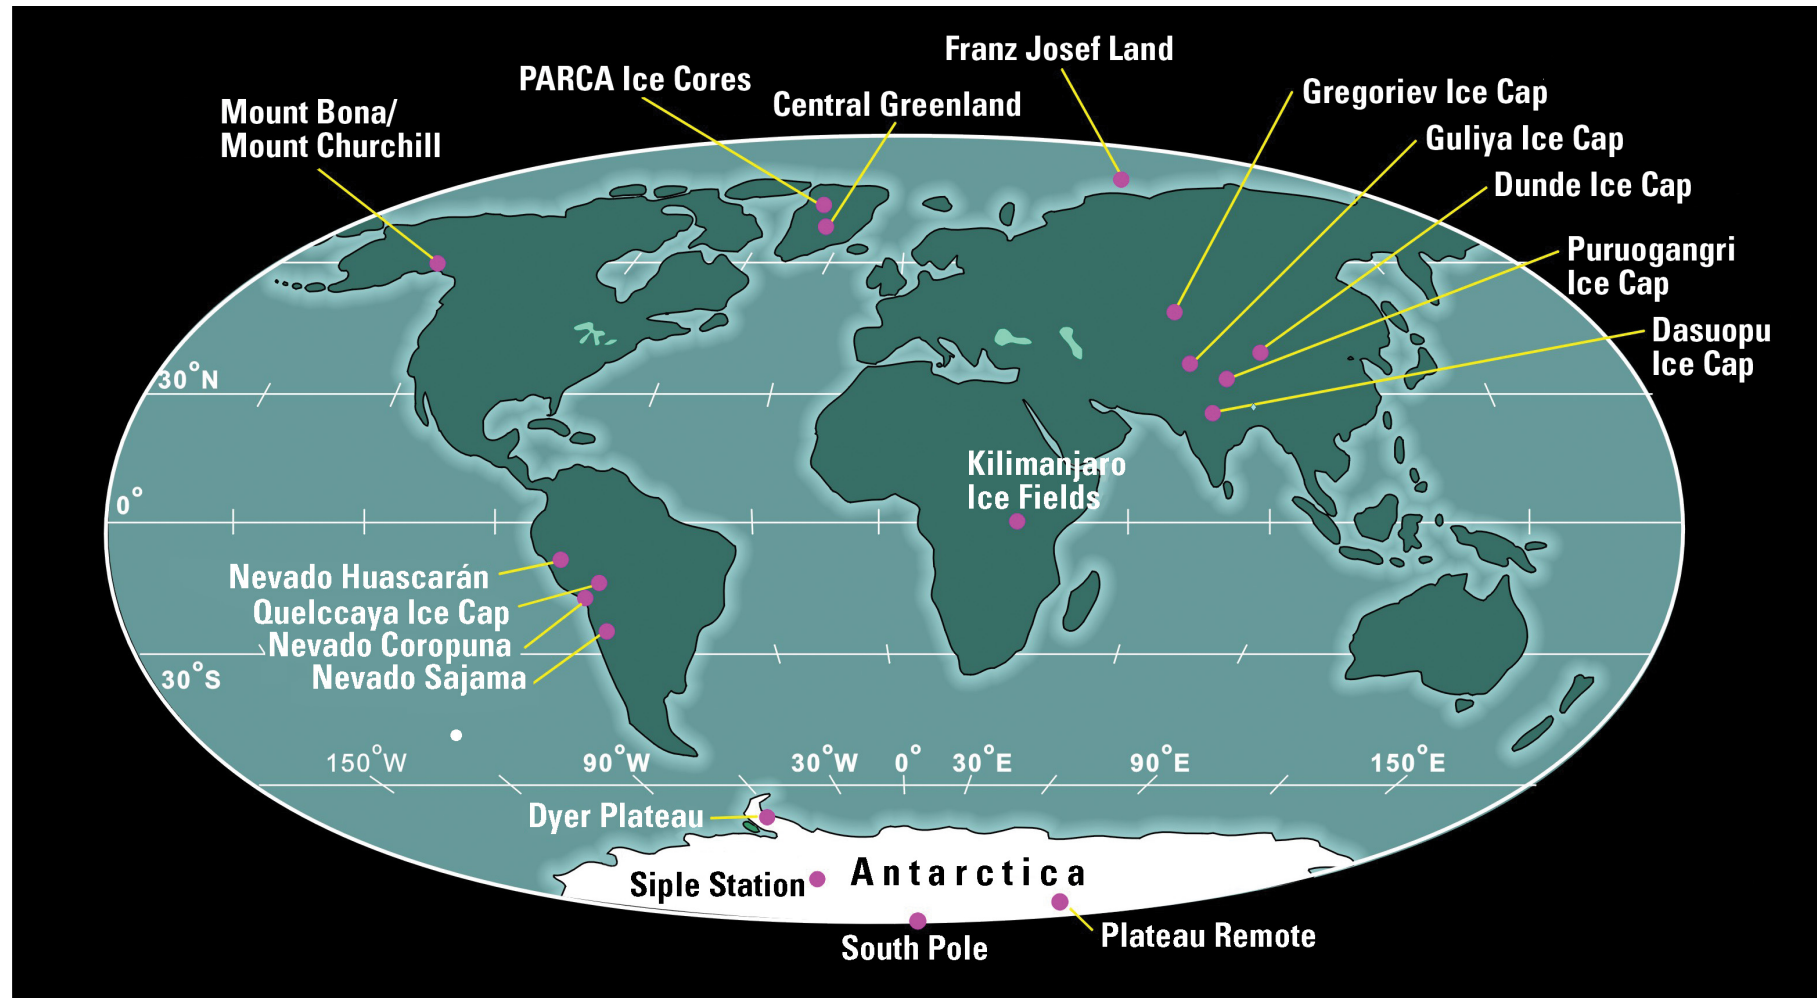 Franz Josef Land
PARCA Ice Cores
Gregoriev Ice Cap
Central Greenland
Mount Bona/
Mount Churchill
Guliya Ice Cap
Dunde Ice Cap
Puruogangri
Ice Cap
Dasuopu
Ice Cap
30°N
Kilimanjaro
Ice Fields
0°
Nevado Huascarán
Quelccaya Ice Cap
Nevado Coropuna
Nevado Sajama
30°S
150°W
90°W
30°W
0°
30°E
90°E
150°E
Dyer Plateau
Antarctica
Siple Station
Plateau Remote
South Pole